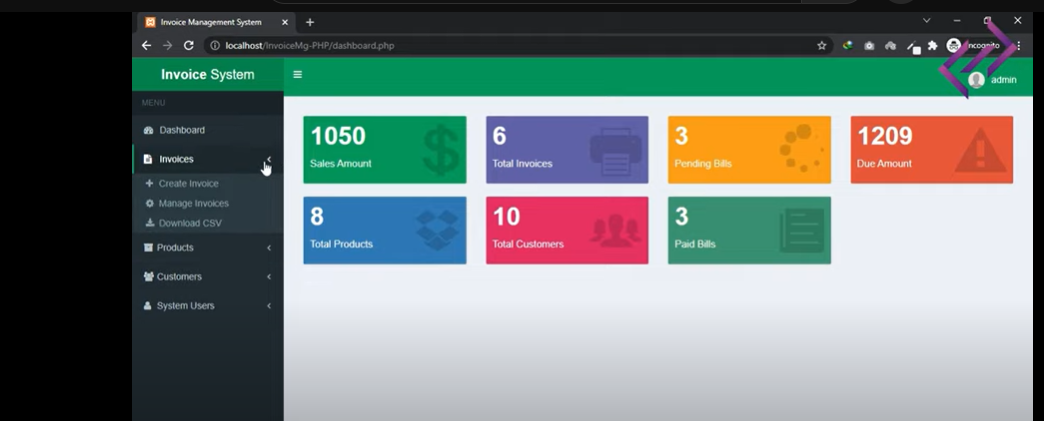 Invoice Management System
localhost/InvoiceMg-PHP/dashboard.php
Incognito
Invoice System
admin
MENU
Dashboard
Invoices
Create Invoice
Manage Invoices
Download CSV
Products
Customers
System Users
1050
Sales Amount
6
Total Invoices
3
Pending Bills
1209
Due Amount
8
Total Products
10
Total Customers
3
Paid Bills